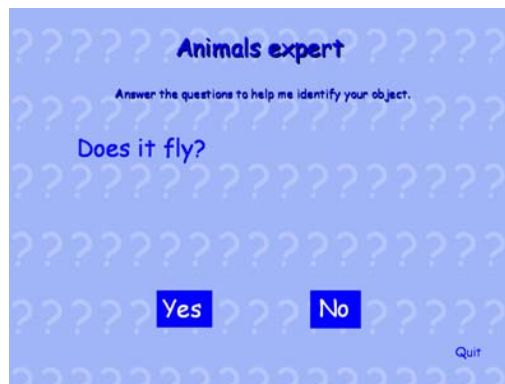 Animals expert
Answer the questions to help me identify your object.
Does it fly?
Yes No
Quit